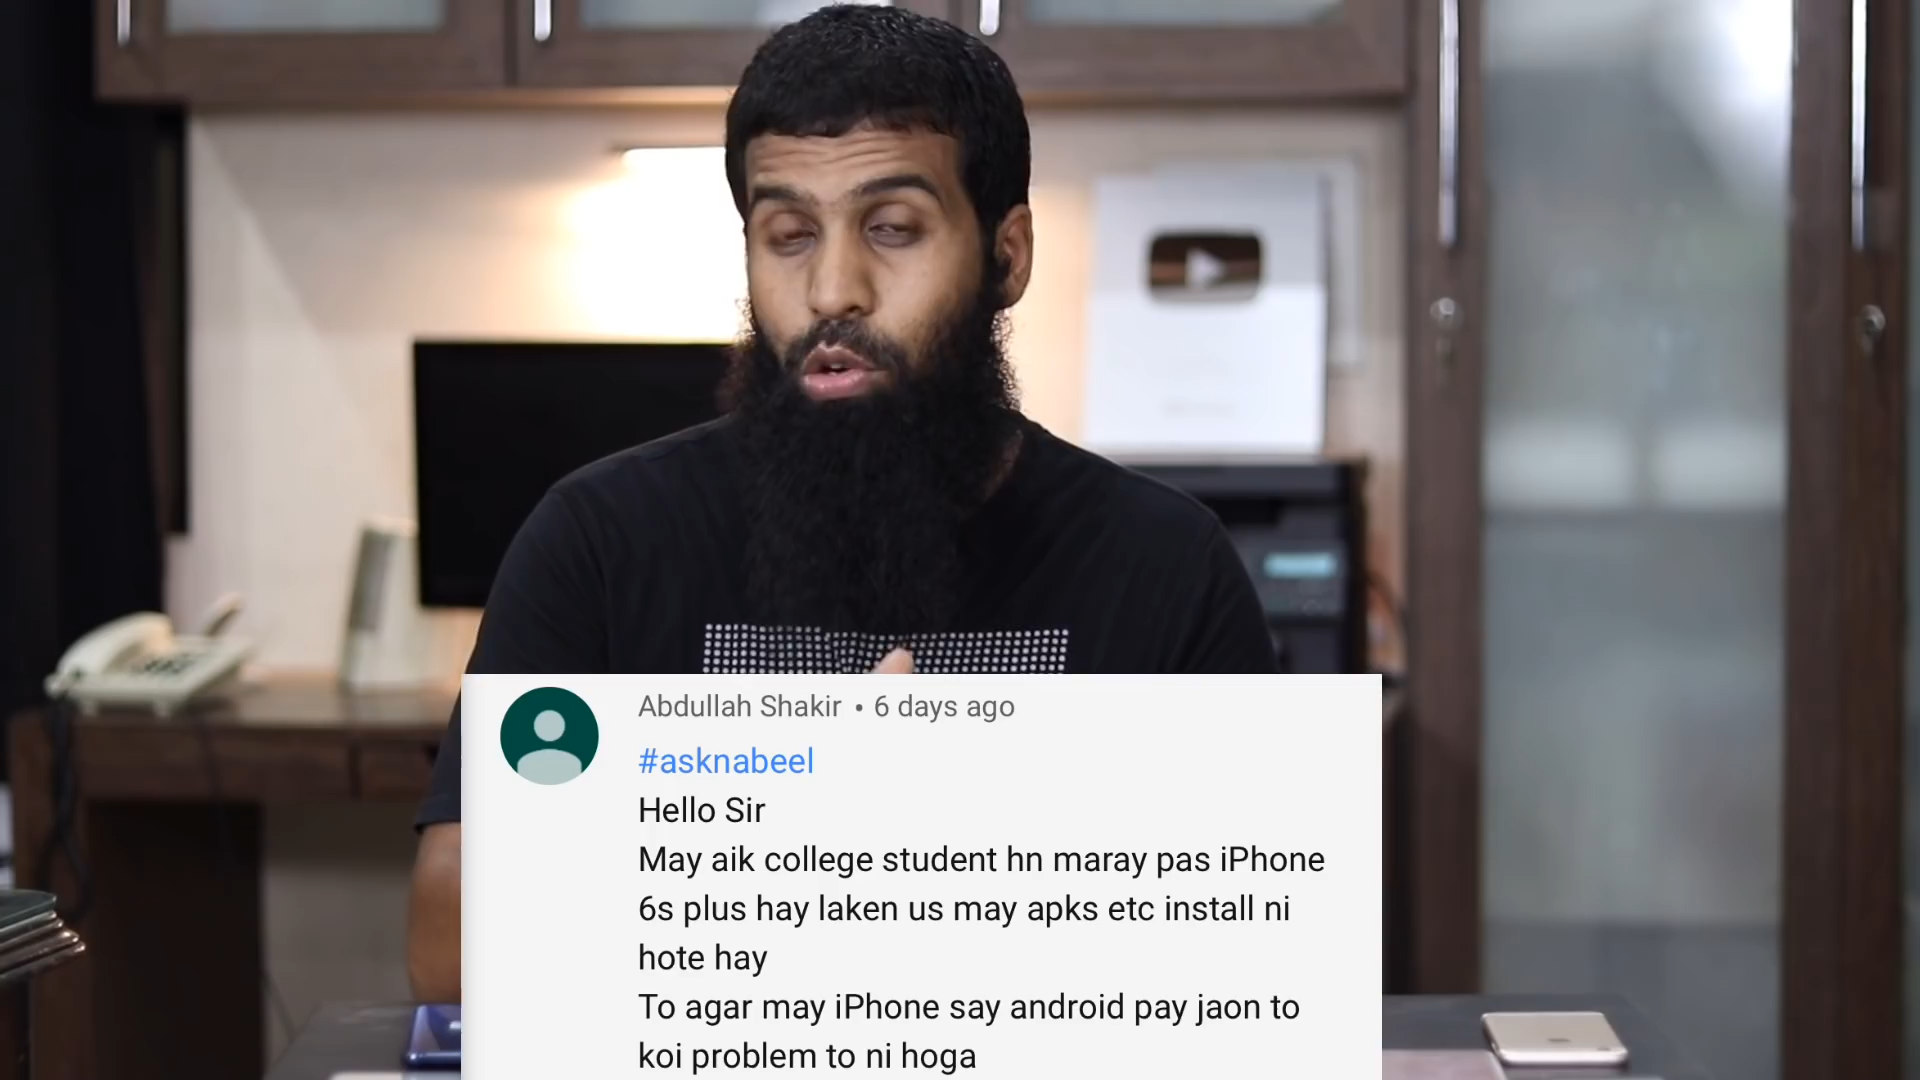 Abdullah Shakir • 6 days ago
#asknabeel
Hello Sir
May aik college student hn maray pas iPhone
6s plus hay laken us may apks etc install ni
hote hay
To agar may iPhone say android pay jaon to
koi problem to ni hoga